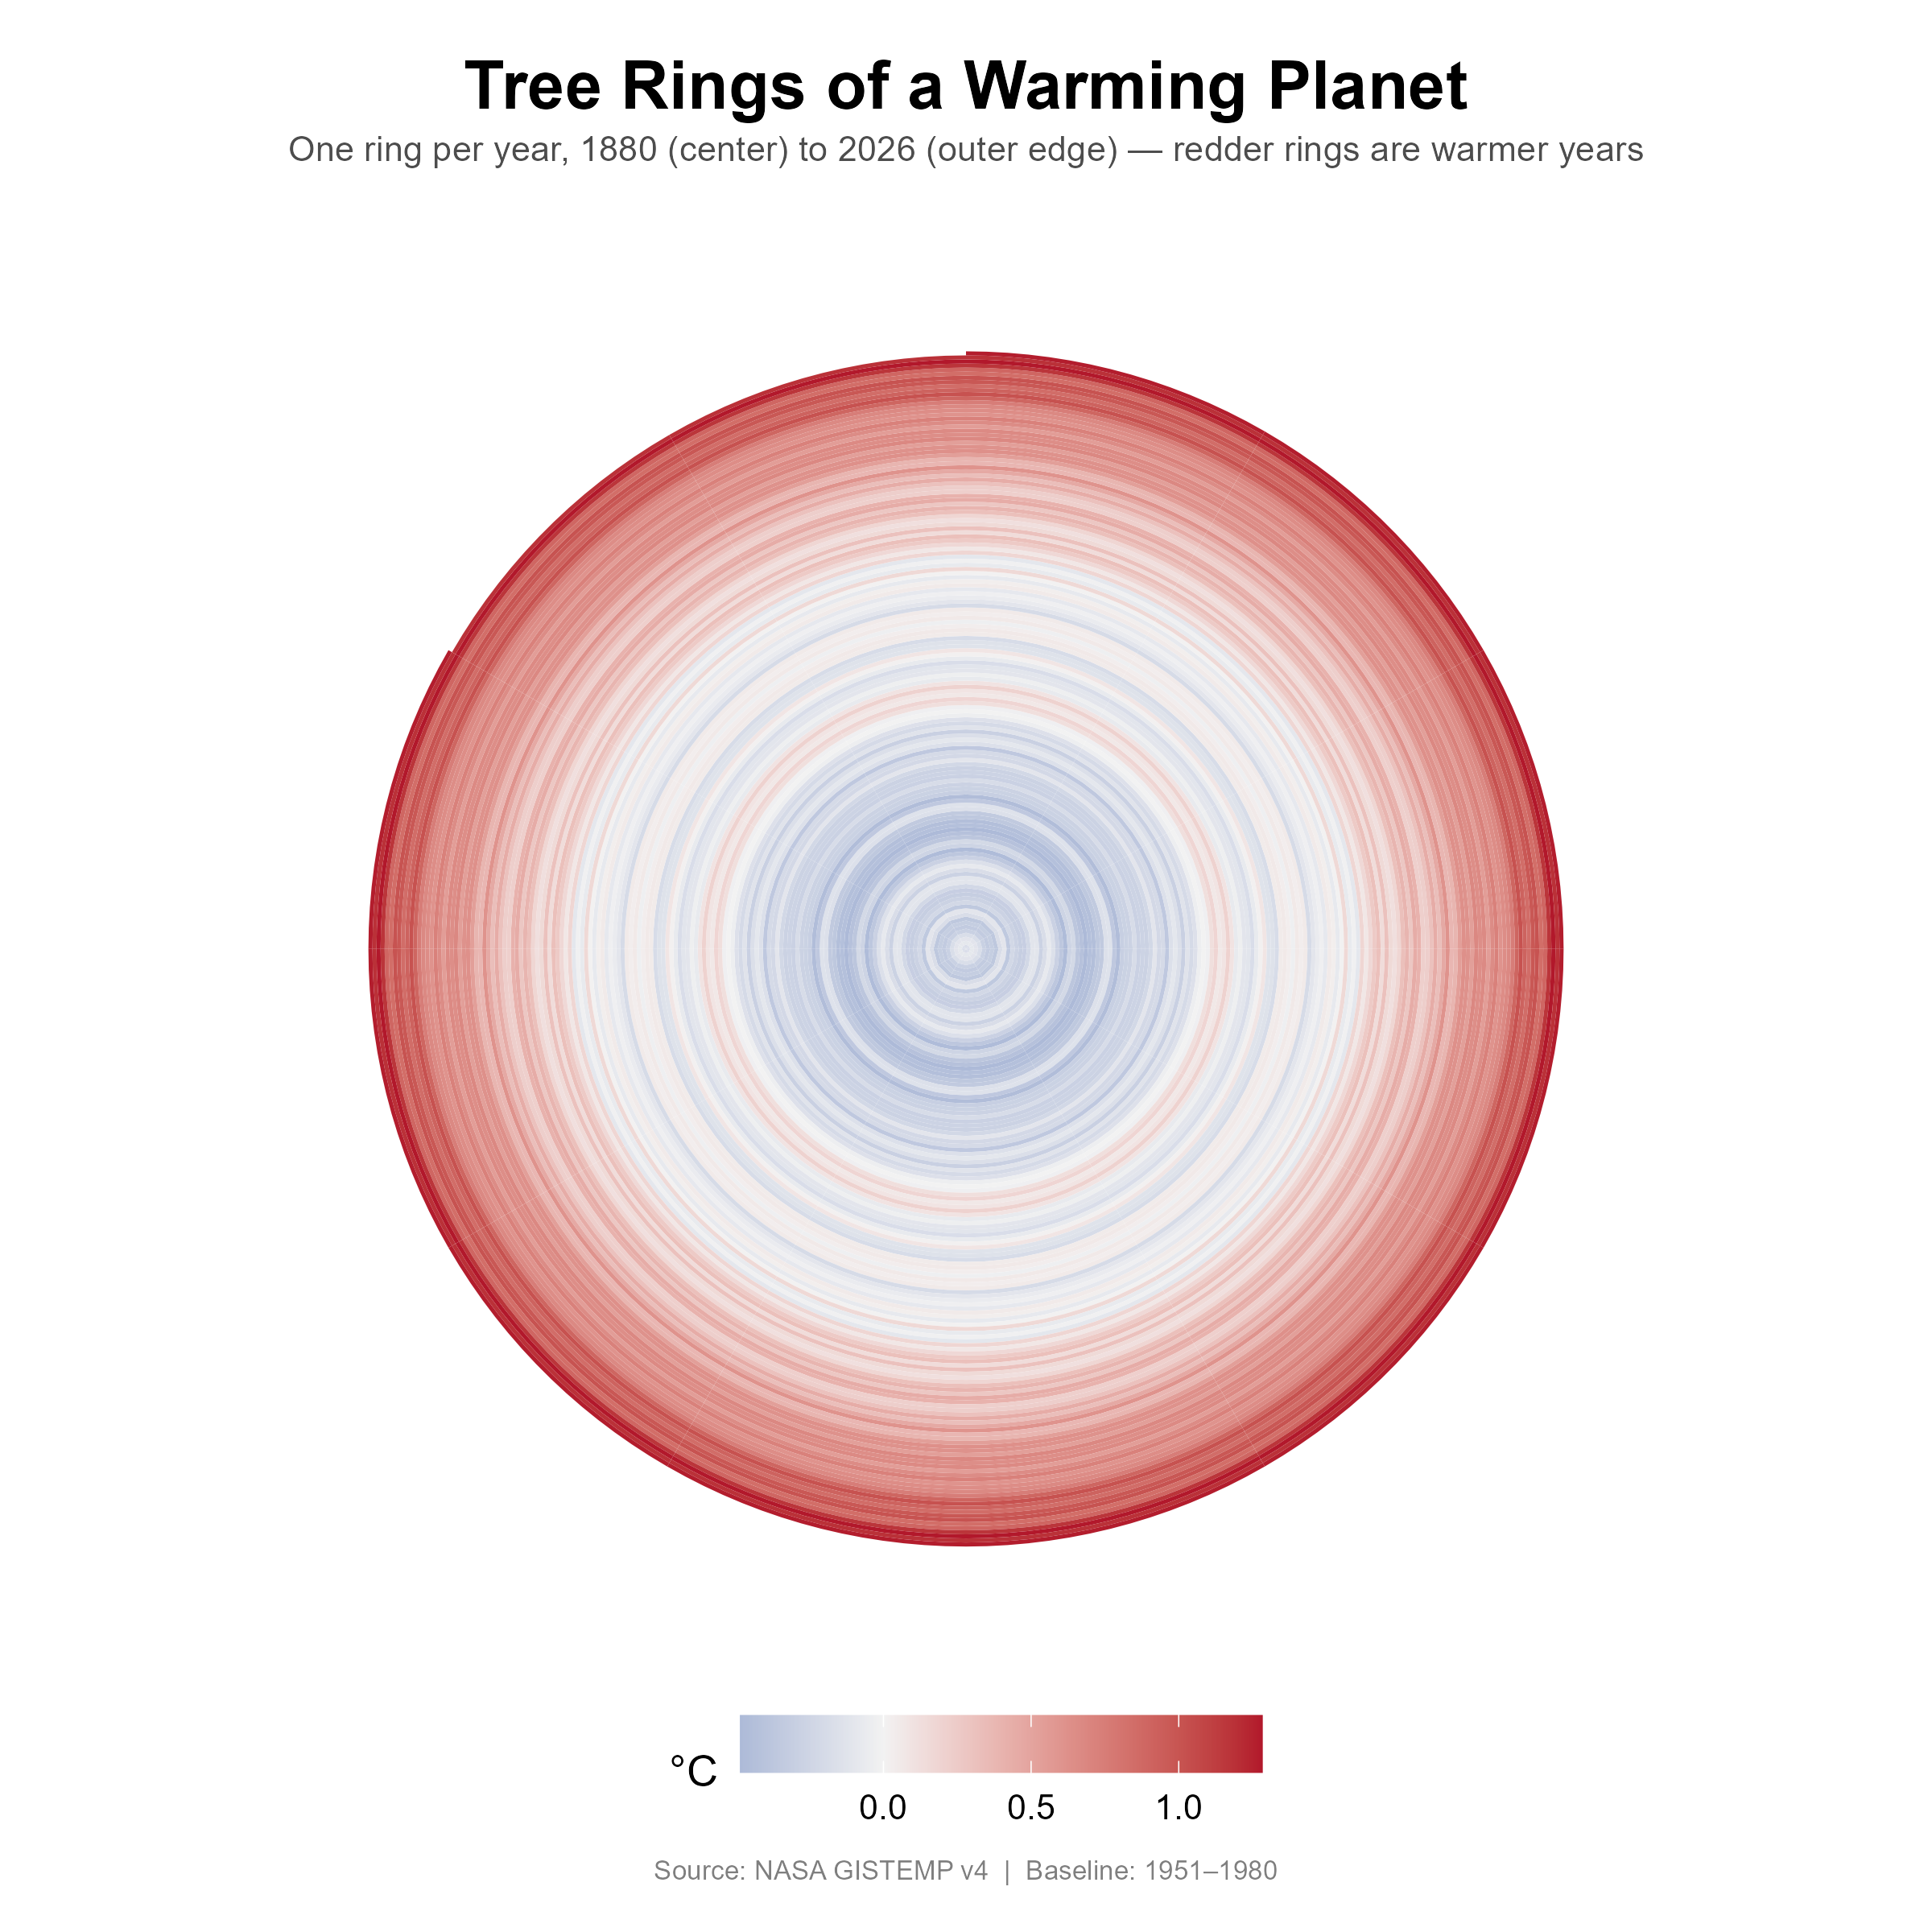 Tree Rings of a Warming Planet
One ring per year, 1880 (center) to 2026 (outer edge) — redder rings are warmer years
°C
0.0 0.5 1.0
Source: NASA GISTEMP v4 | Baseline: 1951–1980